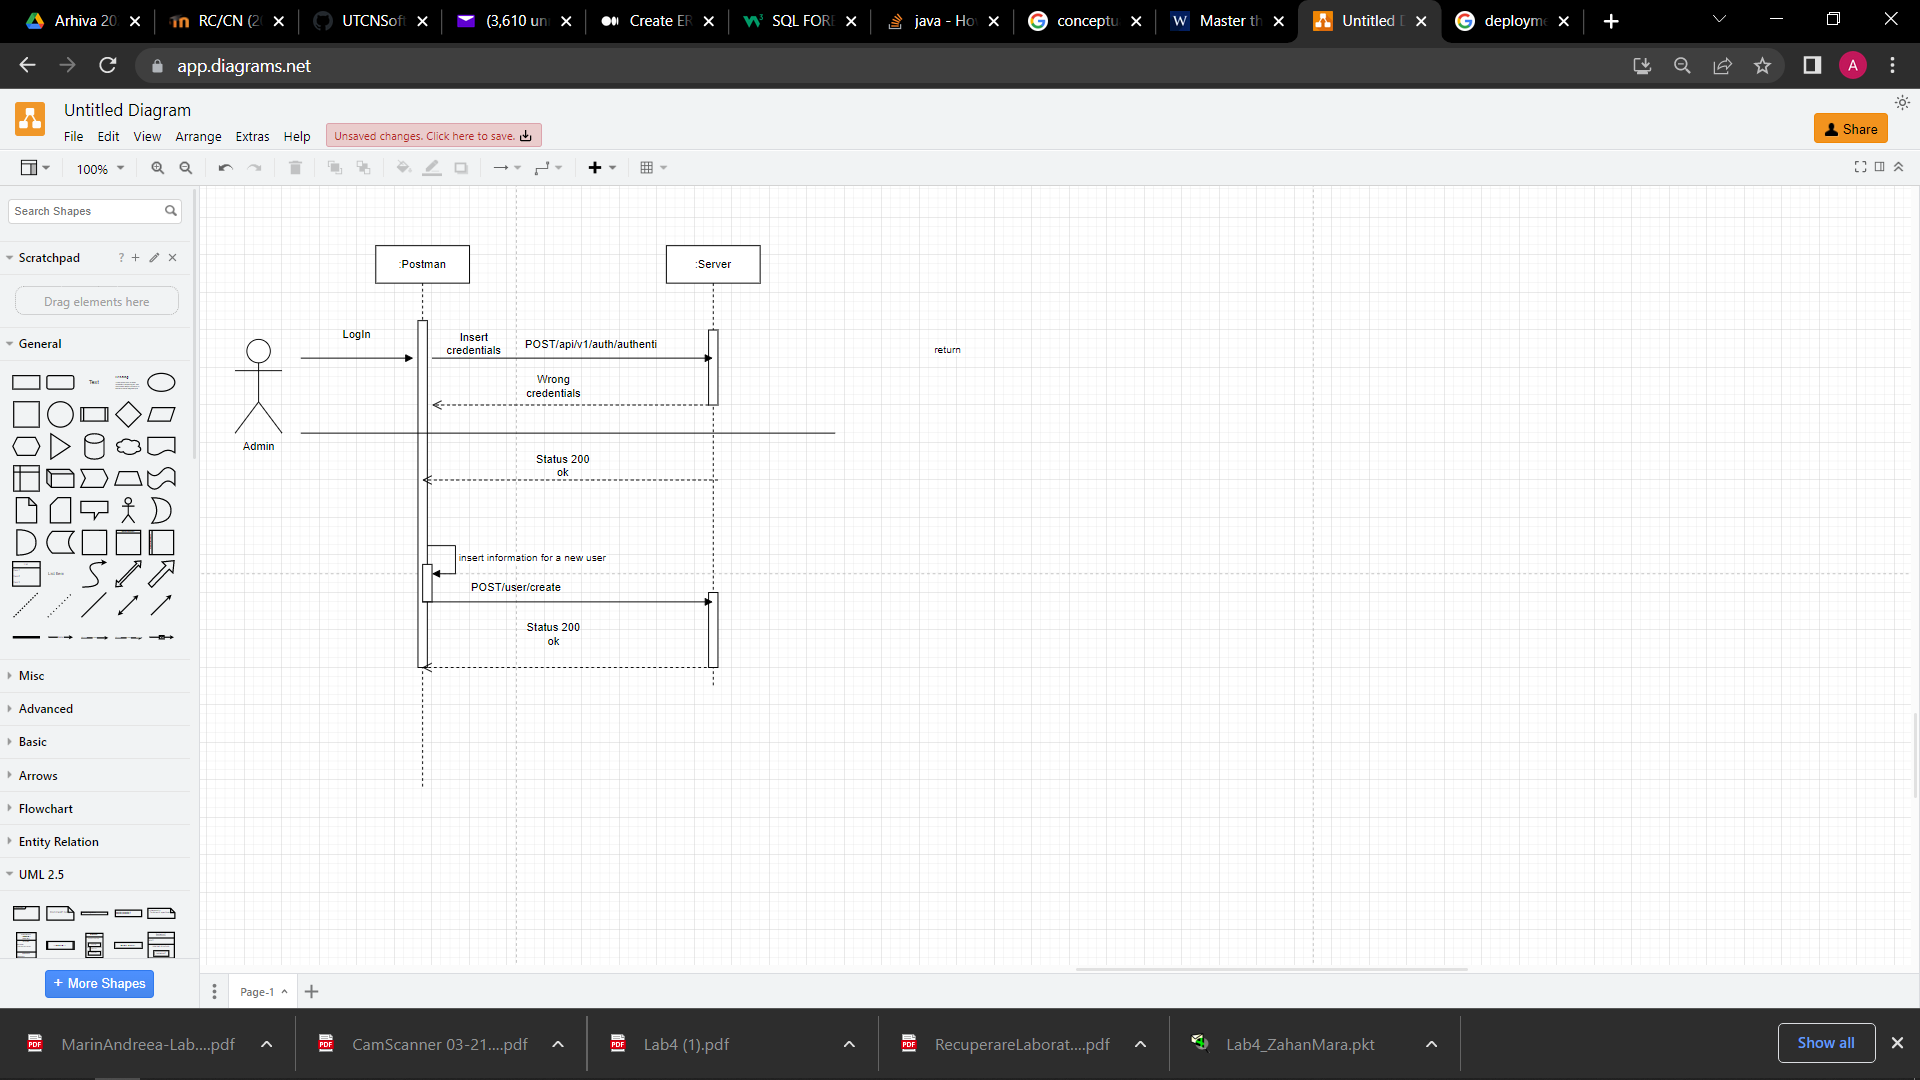 Arhiva 20
RC/CN (2
UTCNSof
(3,610 un
Create ER
SQL FORE
java - Ho
conceptu
Master th
Untitled D
deployme
app.diagrams.net
A
Untitled Diagram
File Edit View Arrange Extras Help
Unsaved changes. Click here to save.
Share
100%
Search Shapes
Scratchpad
?
Drag elements here
General
Text
Misc
Advanced
Basic
Arrows
Flowchart
Entity Relation
UML 2.5
+ More Shapes
:Postman
:Server
LogIn
Insert
credentials
POST/api/v1/auth/authenti
return
Wrong
credentials
Admin
Status 200
ok
insert information for a new user
POST/user/create
Status 200
ok
Page-1
MarinAndreea-Lab....pdf
CamScanner 03-21....pdf
Lab4 (1).pdf
RecuperareLaborat....pdf
Lab4_ZahanMara.pkt
Show all